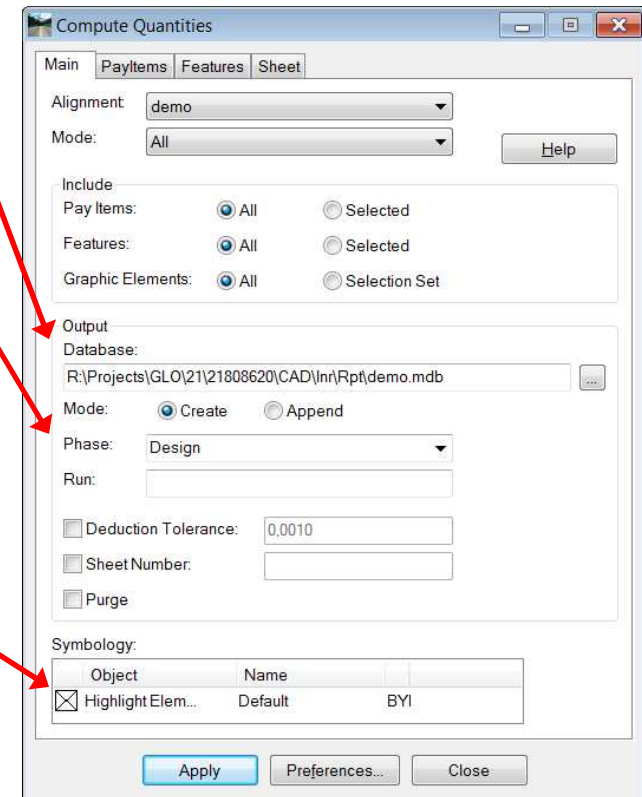 Compute Quantities
Main PayItems Features Sheet
Alignment: demo
Mode: All
Help
Include
Pay Items: All Selected
Features: All Selected
Graphic Elements: All Selection Set
Output
Database:
R:\Projects\GLO\21\21808620\CAD\Inr\Rpt\demo.mdb ...
Mode: Create Append
Phase: Design
Run:
Deduction Tolerance: 0,0010
Sheet Number:
Purge
Symbology:
Object Name
Highlight Elem... Default BYI
Apply Preferences... Close